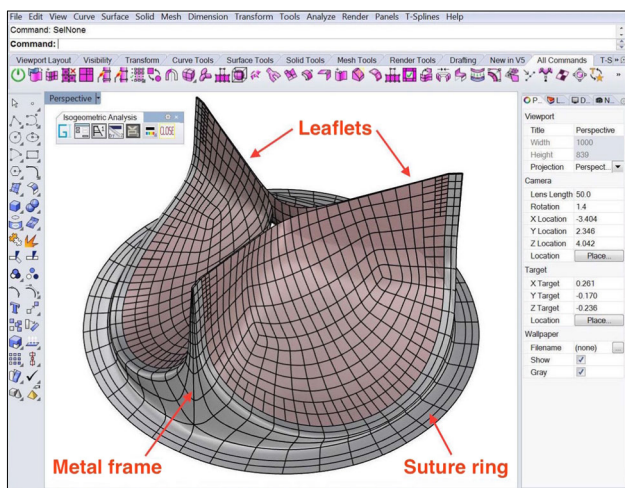 File Edit View Curve Surface Solid Mesh Dimension Transform Tools Analyze Render Panels T-Splines Help
Command: SelNone
Command:
Viewport Layout Visibility Transform Curve Tools Surface Tools Solid Tools Mesh Tools Render Tools Drafting New in V5 All Commands T-S
Perspective
Isogeometric Analysis
CLOSE
Leaflets
Metal frame
Suture ring
P... L... D... N...
Viewport
Title Perspective
Width 1000
Height 839
Projection Perspect...
Camera
Lens Length 50.0
Rotation 1.4
X Location -3.404
Y Location 2.346
Z Location 4.042
Location Place...
Target
X Target 0.261
Y Target -0.170
Z Target -0.236
Location Place...
Wallpaper
Filename (none) ...
Show
Gray